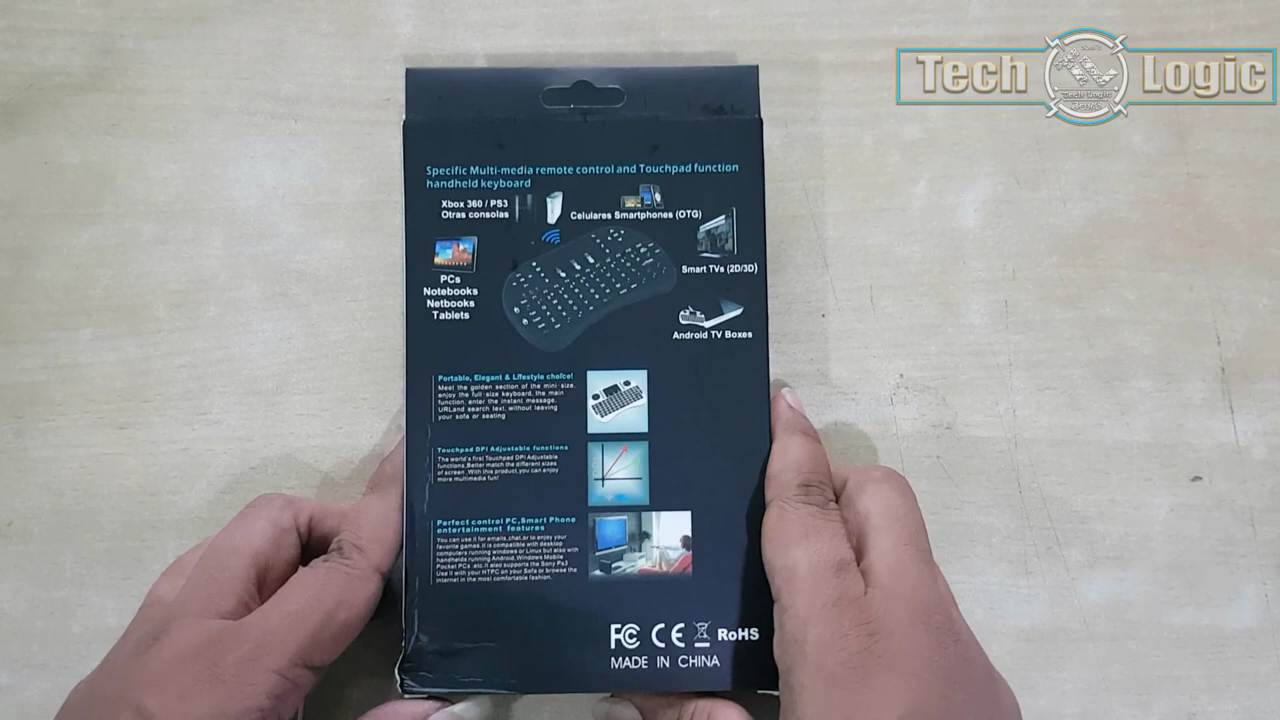 Tech Logic
Tech Logic
Specific Multi-media remote control and Touchpad function
handheld keyboard
Xbox 360 / PS3
Otras consolas
Celulares Smartphones (OTG)
Smart TVs (2D/3D)
PCs
Notebooks
Netbooks
Tablets
Android TV Boxes
Portable, Elegant & Lifestyle choice!
Meet the golden section of the mini-size,
enjoy the full-size keyboard, the main
function, enter the instant message,
URLand search text, without leaving
your sofa or seating
Touchpad DPI Adjustable functions
The world's first Touchpad DPI Adjustable
functions,Better match the different sizes
of screen .With this product,you can enjoy
more multimedia fun!
Perfect control PC,Smart Phone
entertainment features
You can use it for emails,chat,or to enjoy your
favorite games.It is compatible with desktop
computers running windows or Linux but also with
handhelds running Android,Windows Mobile
Pocket PCs .etc.It also supports the Sony Ps3
Use it with your HTPC on your Sofa or browse the
internet in the most comfortable fashion.
FC CE RoHS
MADE IN CHINA